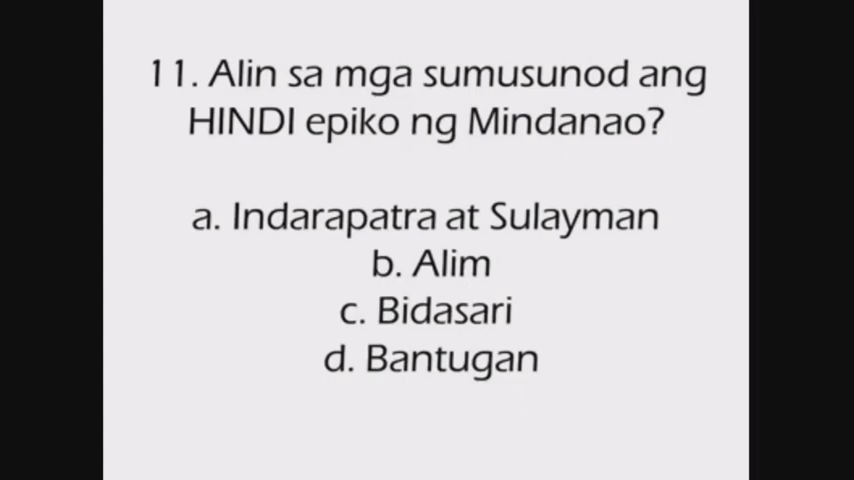 11. Alin sa mga sumusunod ang
HINDI epiko ng Mindanao?
a. Indarapatra at Sulayman
b. Alim
c. Bidasari
d. Bantugan